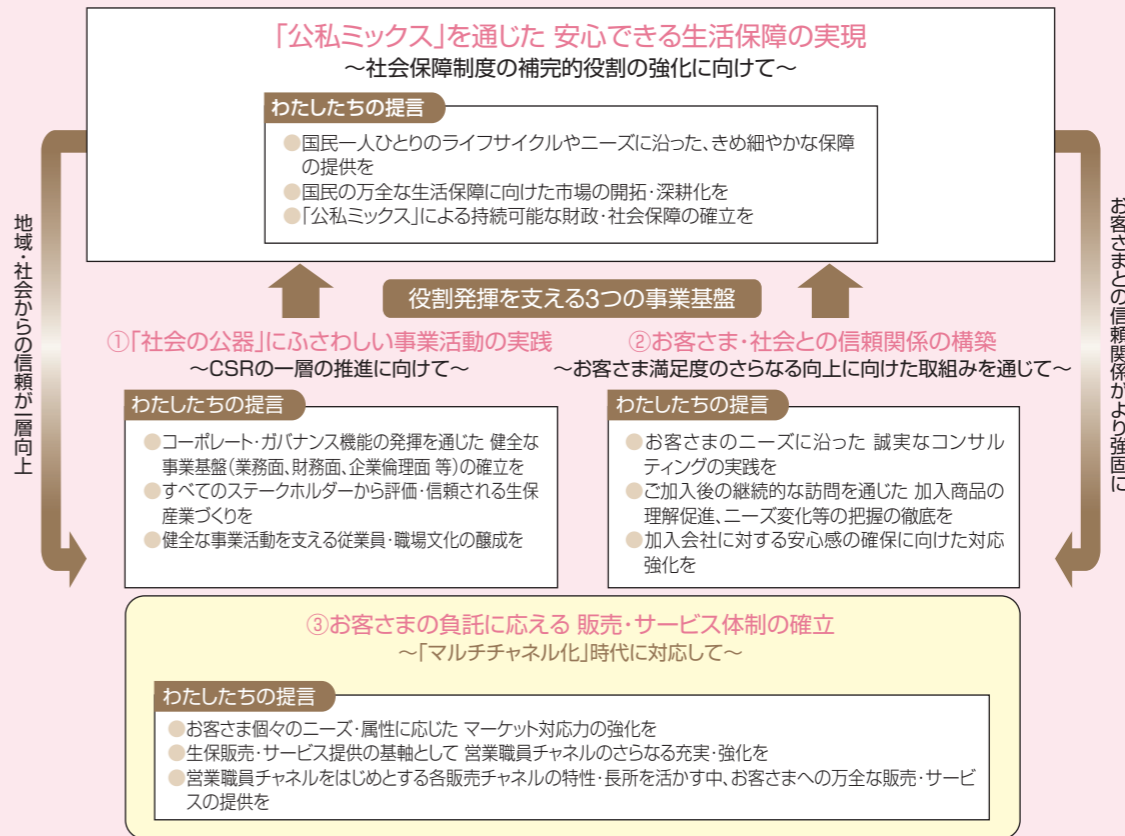 「公私ミックス」を通じた 安心できる生活保障の実現
～社会保障制度の補完的役割の強化に向けて～
わたしたちの提言
●国民一人ひとりのライフサイクルやニーズに沿った、きめ細やかな保障
の提供を
●国民の万全な生活保障に向けた市場の開拓・深耕化を
●「公私ミックス」による持続可能な財政・社会保障の確立を
地域・社会からの信頼が一層向上
お客さまとの信頼関係がより強固に
役割発揮を支える3つの事業基盤
①「社会の公器」にふさわしい事業活動の実践
～CSRの一層の推進に向けて～
わたしたちの提言
●コーポレート・ガバナンス機能の発揮を通じた 健全な
事業基盤(業務面、財務面、企業倫理面 等)の確立を
●すべてのステークホルダーから評価・信頼される生保
産業づくりを
●健全な事業活動を支える従業員・職場文化の醸成を
②お客さま・社会との信頼関係の構築
～お客さま満足度のさらなる向上に向けた取組みを通じて～
わたしたちの提言
●お客さまのニーズに沿った 誠実なコンサル
ティングの実践を
●ご加入後の継続的な訪問を通じた 加入商品の
理解促進、ニーズ変化等の把握の徹底を
●加入会社に対する安心感の確保に向けた対応
強化を
③お客さまの負託に応える 販売・サービス体制の確立
～「マルチチャネル化」時代に対応して～
わたしたちの提言
●お客さま個々のニーズ・属性に応じた マーケット対応力の強化を
●生保販売・サービス提供の基軸として 営業職員チャネルのさらなる充実・強化を
●営業職員チャネルをはじめとする各販売チャネルの特性・長所を活かす中、お客さまへの万全な販売・サービ
スの提供を